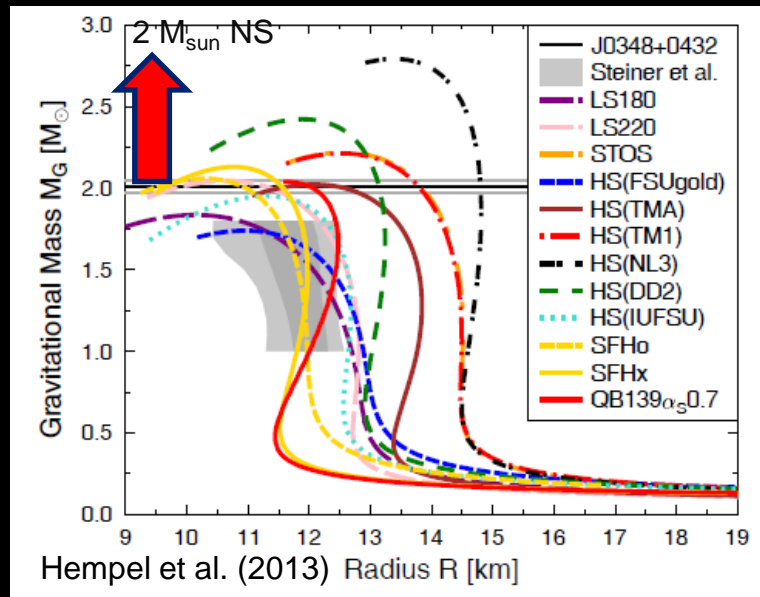 2 Msun NS
Gravitational Mass MG [M⊙]
3.0
2.5
2.0
1.5
1.0
0.5
0.0
9 10 11 12 13 14 15 16 17 18 19
J0348+0432
Steiner et al.
LS180
LS220
STOS
HS(FSUgold)
HS(TMA)
HS(TM1)
HS(NL3)
HS(DD2)
HS(IUFSU)
SFHo
SFHx
QB139αS0.7
Hempel et al. (2013) Radius R [km]